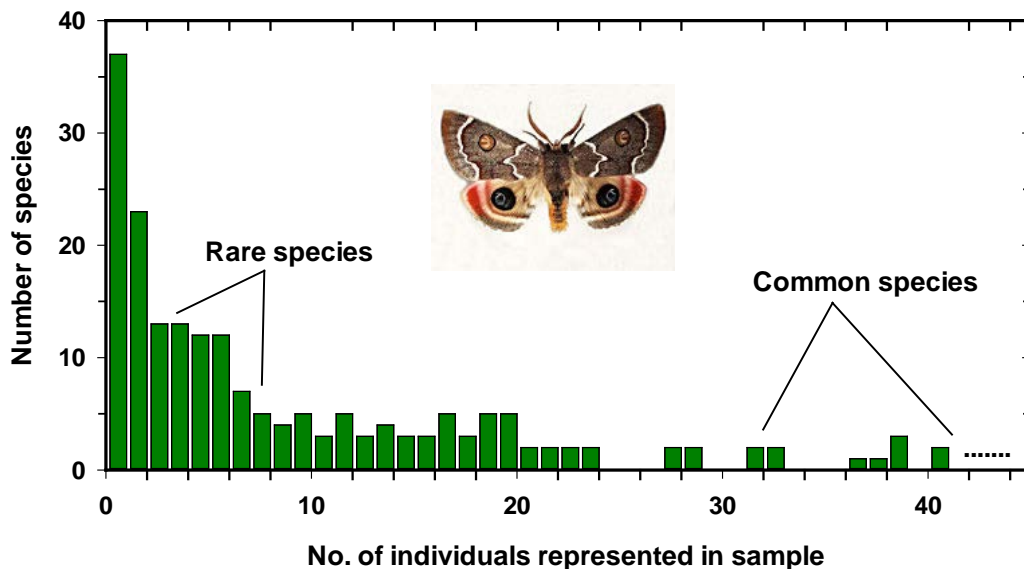 40
30
20
10
0
Number of species
Rare species
Common species
0 10 20 30 40
No. of individuals represented in sample